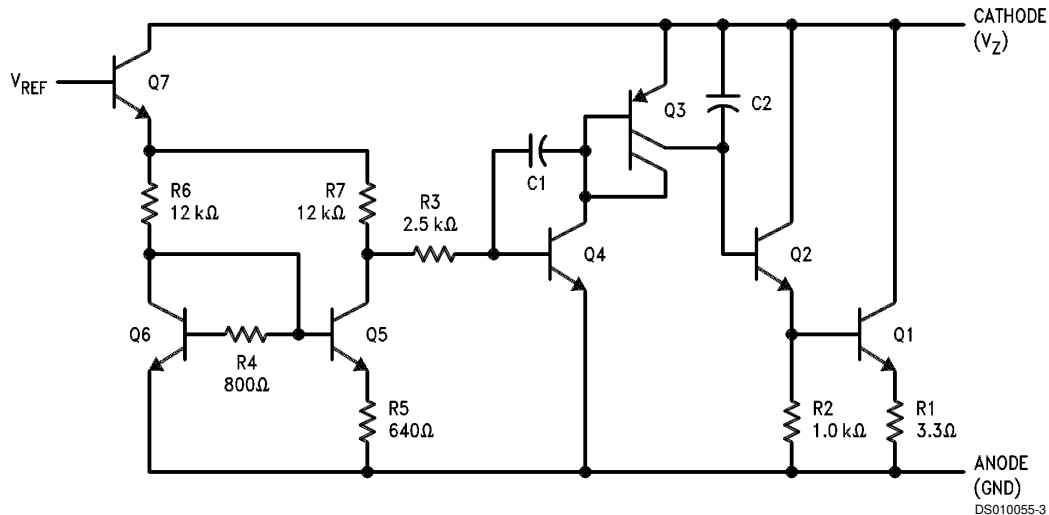 CATHODE
(VZ)
VREF
Q7
Q3
C2
C1
R6
12 kΩ
R7
12 kΩ
R3
2.5 kΩ
Q4
Q2
Q6
R4
800Ω
Q5
Q1
R5
640Ω
R2
1.0 kΩ
R1
3.3Ω
ANODE
(GND)
DS010055-3